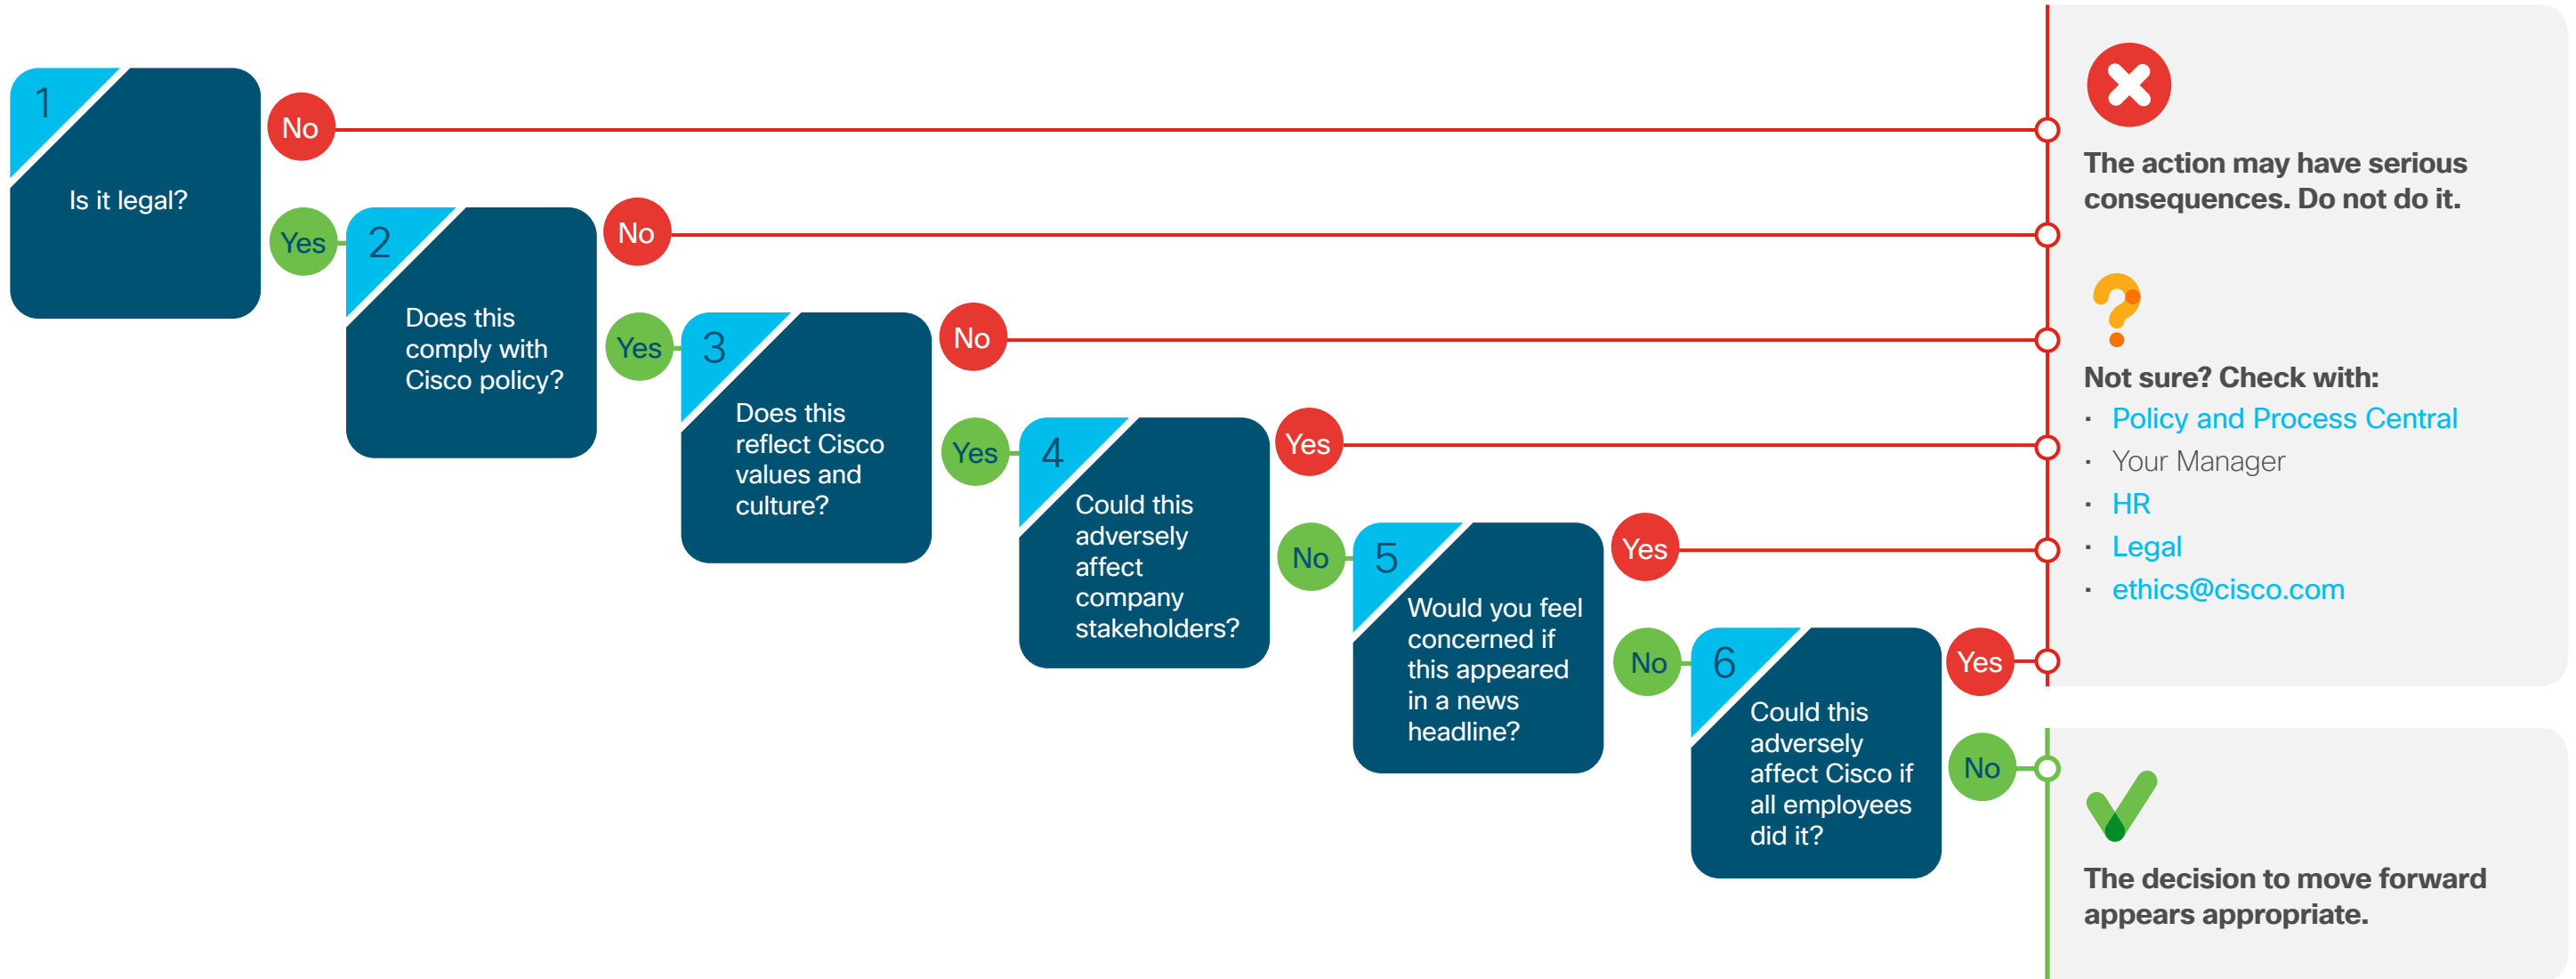 1
Is it legal?
No
Yes
2
Does this
comply with
Cisco policy?
No
Yes
3
Does this
reflect Cisco
values and
culture?
No
Yes
4
Could this
adversely
affect
company
stakeholders?
Yes
No
5
Would you feel
concerned if
this appeared
in a news
headline?
Yes
No
6
Could this
adversely
affect Cisco if
all employees
did it?
Yes
No
The action may have serious
consequences. Do not do it.
Not sure? Check with:
· Policy and Process Central
· Your Manager
· HR
· Legal
· ethics@cisco.com
The decision to move forward
appears appropriate.